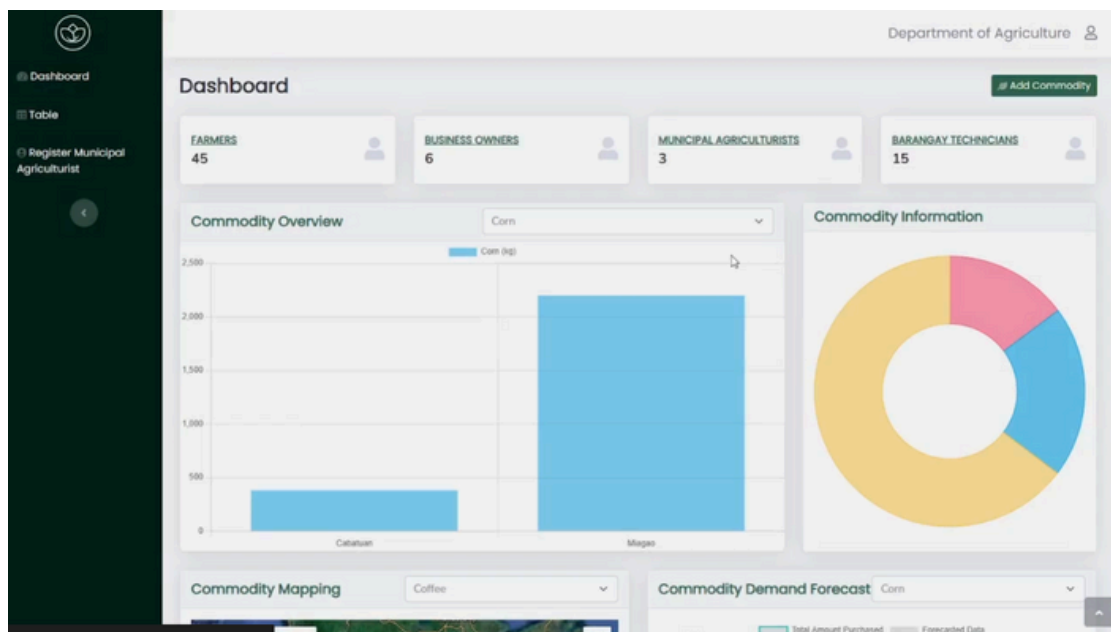 Department of Agriculture
Dashboard
Table
Register Municipal
Agriculturist
Dashboard
Add Commodity
FARMERS
45
BUSINESS OWNERS
6
MUNICIPAL AGRICULTURISTS
3
BARANGAY TECHNICIANS
15
Commodity Overview
Corn
Corn (kg)
2,500
2,000
1,500
1,000
500
0
Cabatuan
Miagao
Commodity Information
Commodity Mapping
Coffee
Commodity Demand Forecast
Corn
Total Amount Purchased
Forecasted Data